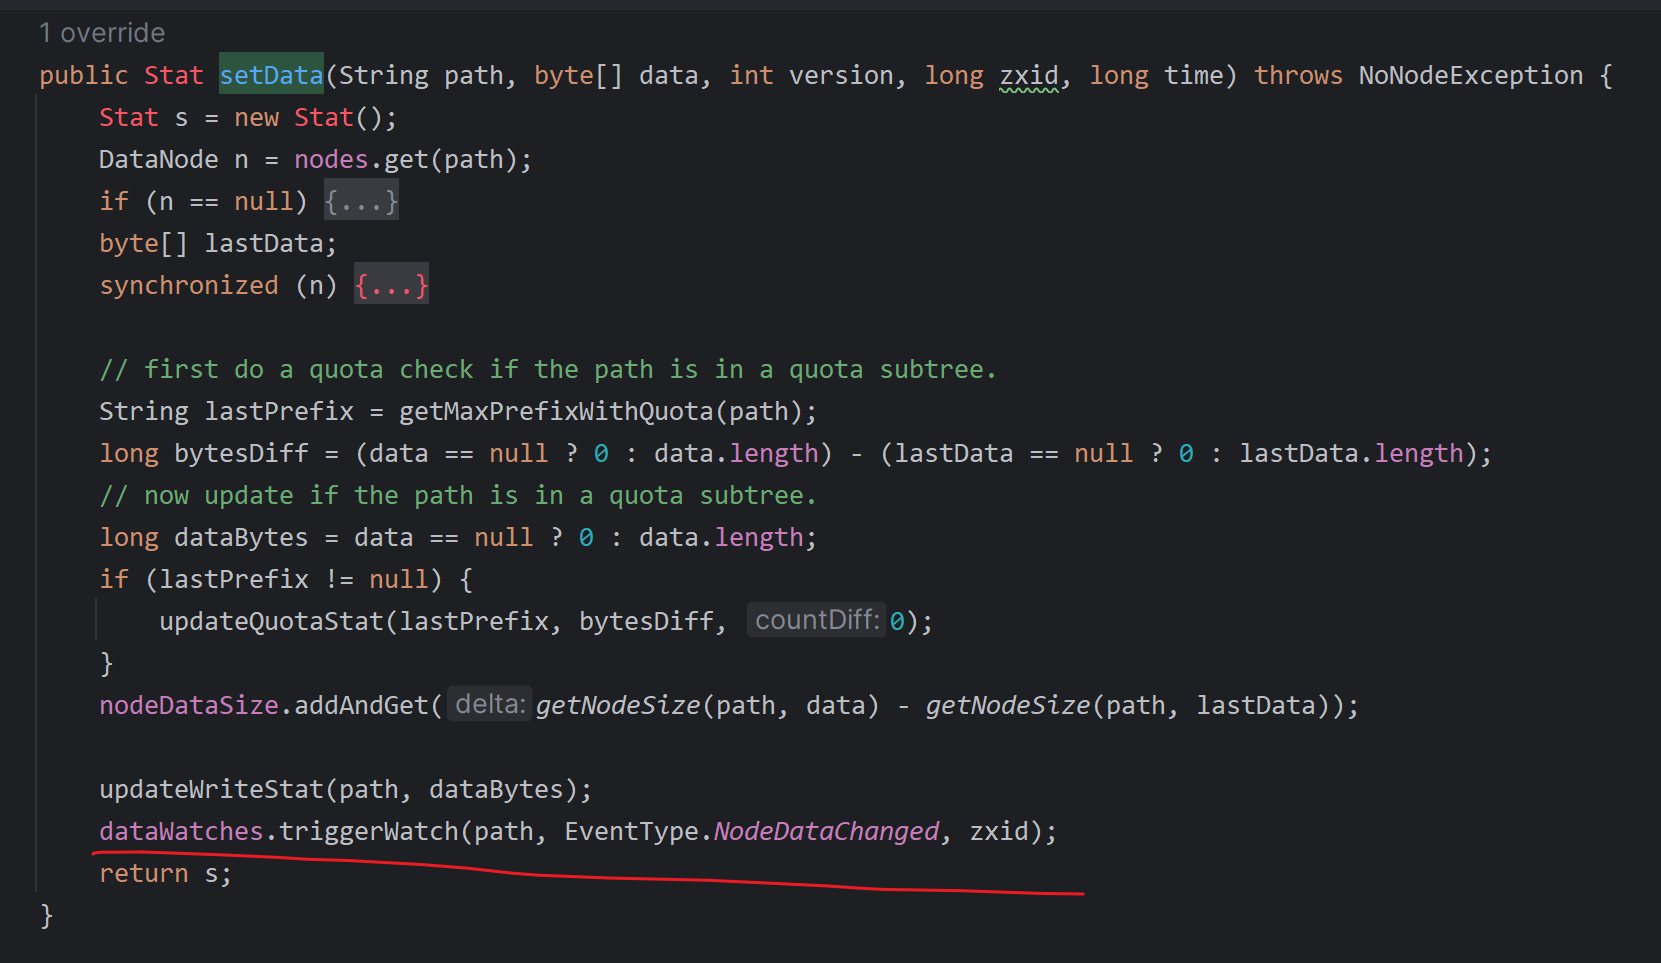 1 override
public Stat setData(String path, byte[] data, int version, long zxid, long time) throws NoNodeException {
Stat s = new Stat();
DataNode n = nodes.get(path);
if (n == null) {...}
byte[] lastData;
synchronized (n) {...}
// first do a quota check if the path is in a quota subtree.
String lastPrefix = getMaxPrefixWithQuota(path);
long bytesDiff = (data == null ? 0 : data.length) - (lastData == null ? 0 : lastData.length);
// now update if the path is in a quota subtree.
long dataBytes = data == null ? 0 : data.length;
if (lastPrefix != null) {
updateQuotaStat(lastPrefix, bytesDiff, countDiff: 0);
}
nodeDataSize.addAndGet( delta: getNodeSize(path, data) - getNodeSize(path, lastData));
updateWriteStat(path, dataBytes);
dataWatches.triggerWatch(path, EventType.NodeDataChanged, zxid);
return s;
}